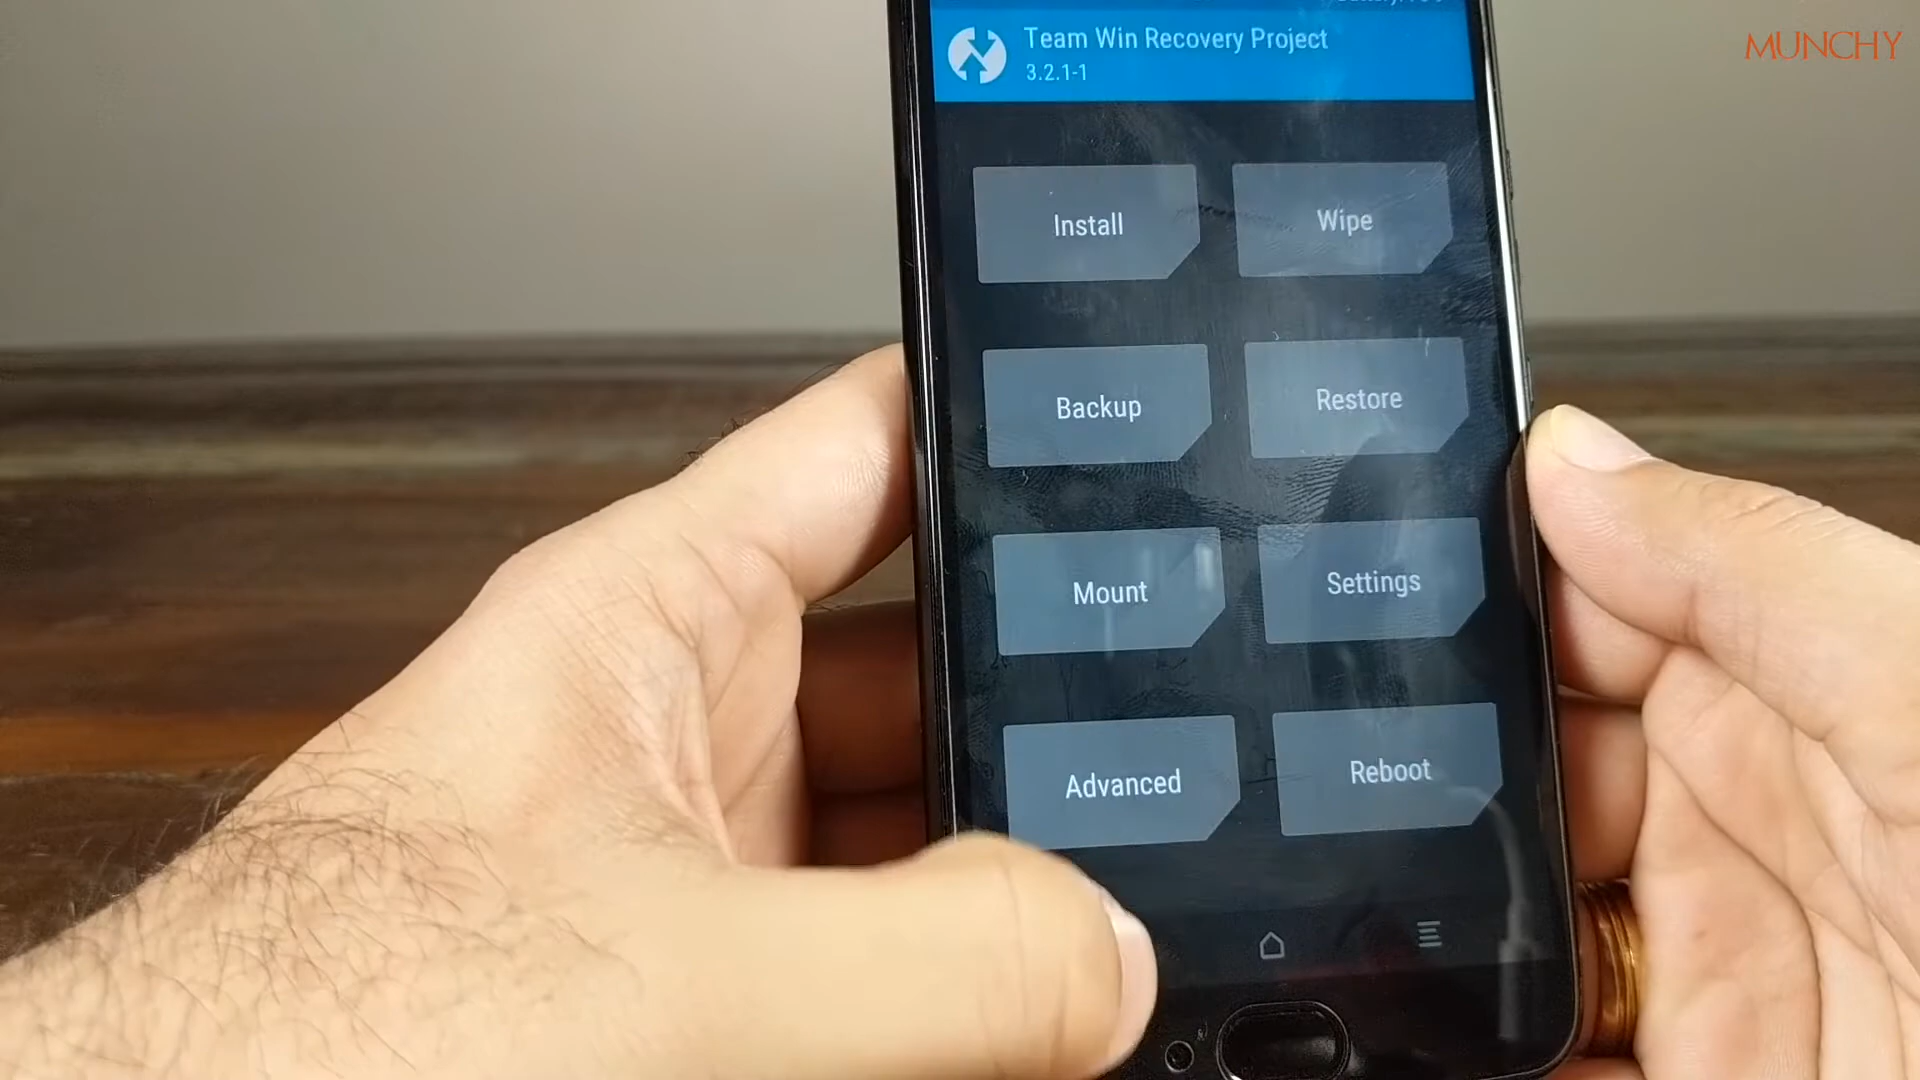 MUNCHY
Team Win Recovery Project
3.2.1-1
Install
Wipe
Backup
Restore
Mount
Settings
Advanced
Reboot